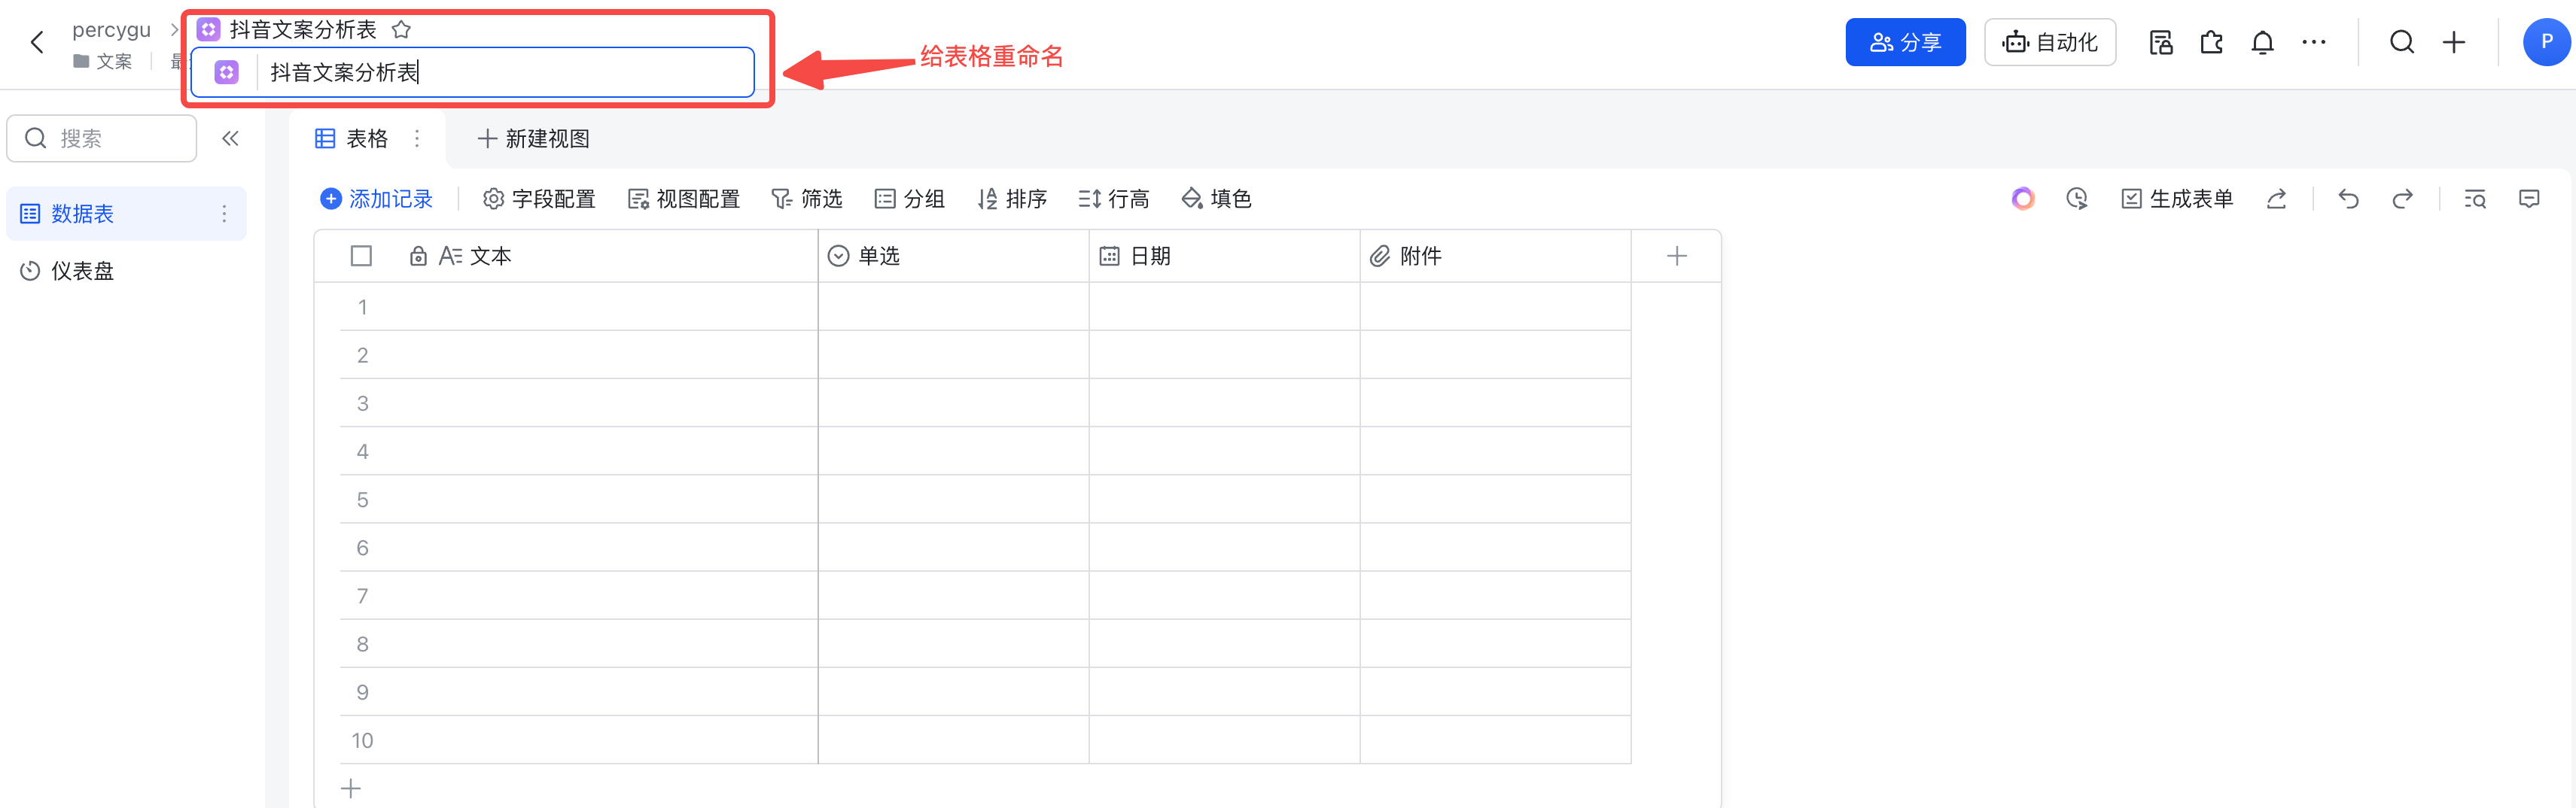 percygu
抖音文案分析表
文案
抖音文案分析表
给表格重命名
分享
自动化
P
搜索
表格
新建视图
数据表
仪表盘
添加记录
字段配置
视图配置
筛选
分组
排序
行高
填色
生成表单
文本
单选
日期
附件
1
2
3
4
5
6
7
8
9
10